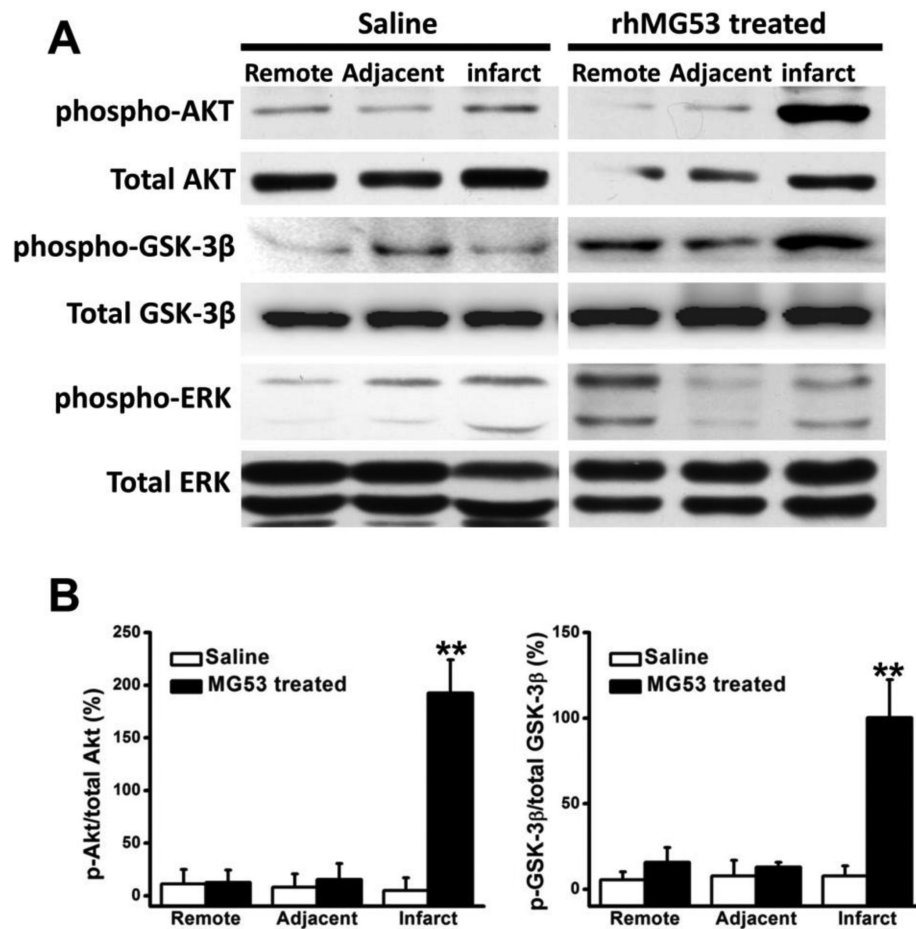 A
Saline
rhMG53 treated
Remote Adjacent infarct
Remote Adjacent infarct
phospho-AKT
Total AKT
phospho-GSK-3β
Total GSK-3β
phospho-ERK
Total ERK
B
p-Akt/total Akt (%)
250
200
150
100
50
0
Saline
MG53 treated
**
Remote Adjacent Infarct
p-GSK-3β/total GSK-3β (%)
150
100
50
0
Saline
MG53 treated
**
Remote Adjacent Infarct